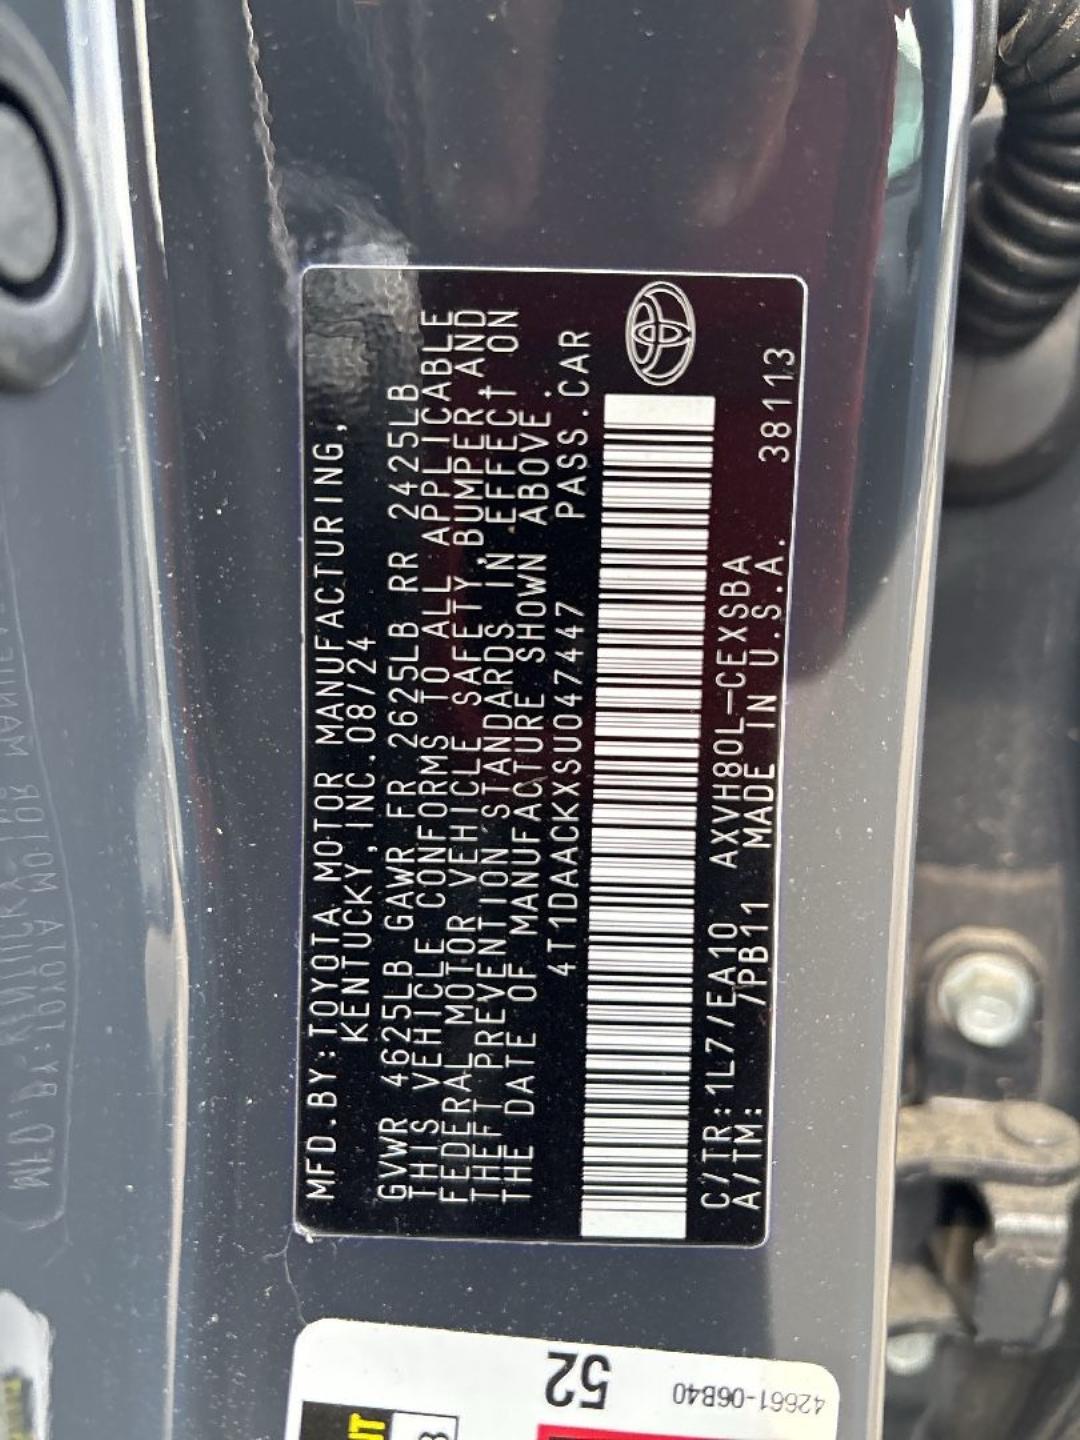 MFD.BY:TOYOTA MOTOR MANUFACTURING,
KENTUCKY,INC.08/24
GVWR 4625LB GAWR FR 2625LB RR 2425LB
THIS VEHICLE CONFORMS TO ALL APPLICABLE
FEDERAL MOTOR VEHICLE SAFETY, BUMPER AND
THEFT PREVENTION STANDARDS IN EFFECT ON
THE DATE OF MANUFACTURE SHOWN ABOVE.
4T1DAACKXSU047447 PASS.CAR
C/TR:1L7/EA10 AXVH80L-CEXSBA
A/TM: /PB11 MADE IN U.S.A. 38113
52
42661-06B40